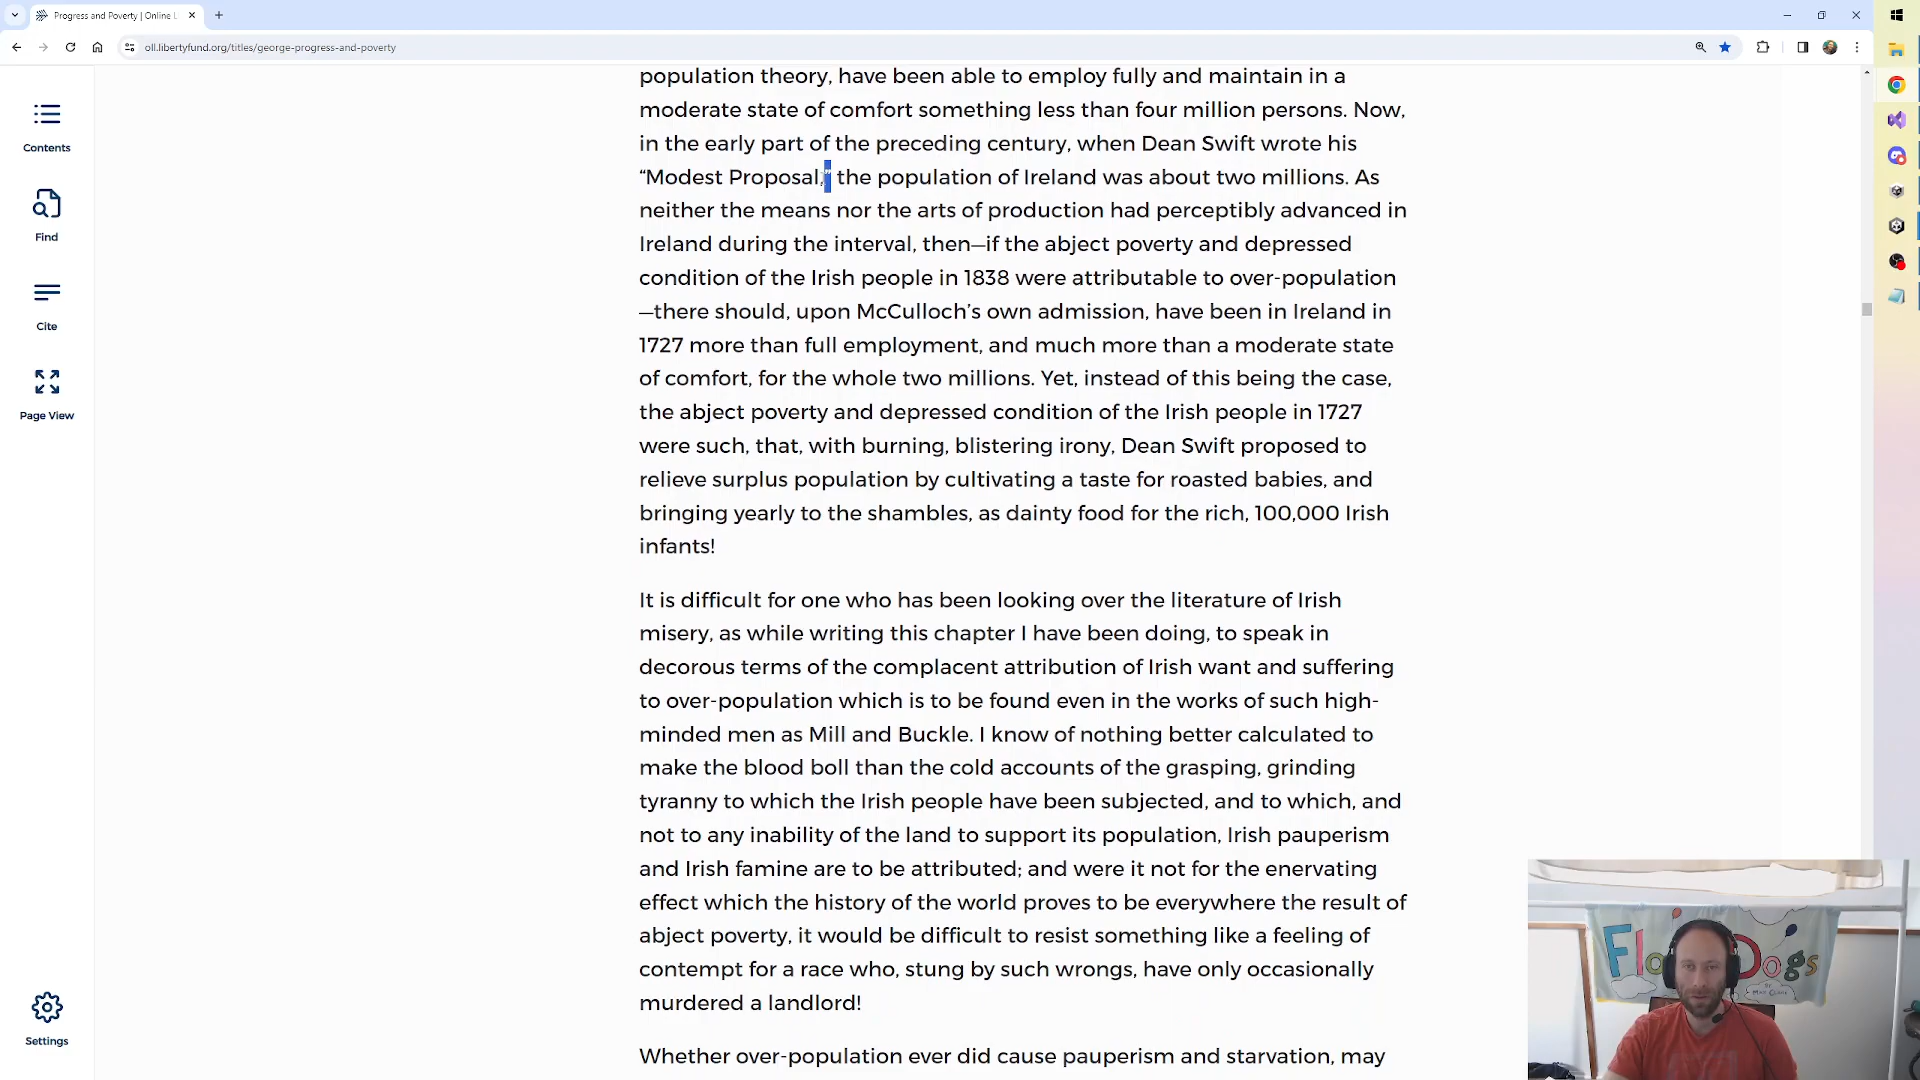 Progress and Poverty | Online L
oll.libertyfund.org/titles/george-progress-and-poverty
Contents
Find
Cite
Page View
Settings
population theory, have been able to employ fully and maintain in a
moderate state of comfort something less than four million persons. Now,
in the early part of the preceding century, when Dean Swift wrote his
“Modest Proposal,” the population of Ireland was about two millions. As
neither the means nor the arts of production had perceptibly advanced in
Ireland during the interval, then—if the abject poverty and depressed
condition of the Irish people in 1838 were attributable to over-population
—there should, upon McCulloch’s own admission, have been in Ireland in
1727 more than full employment, and much more than a moderate state
of comfort, for the whole two millions. Yet, instead of this being the case,
the abject poverty and depressed condition of the Irish people in 1727
were such, that, with burning, blistering irony, Dean Swift proposed to
relieve surplus population by cultivating a taste for roasted babies, and
bringing yearly to the shambles, as dainty food for the rich, 100,000 Irish
infants!
It is difficult for one who has been looking over the literature of Irish
misery, as while writing this chapter I have been doing, to speak in
decorous terms of the complacent attribution of Irish want and suffering
to over-population which is to be found even in the works of such high-
minded men as Mill and Buckle. I know of nothing better calculated to
make the blood boll than the cold accounts of the grasping, grinding
tyranny to which the Irish people have been subjected, and to which, and
not to any inability of the land to support its population, Irish pauperism
and Irish famine are to be attributed; and were it not for the enervating
effect which the history of the world proves to be everywhere the result of
abject poverty, it would be difficult to resist something like a feeling of
contempt for a race who, stung by such wrongs, have only occasionally
murdered a landlord!
Whether over-population ever did cause pauperism and starvation, may
Dogs